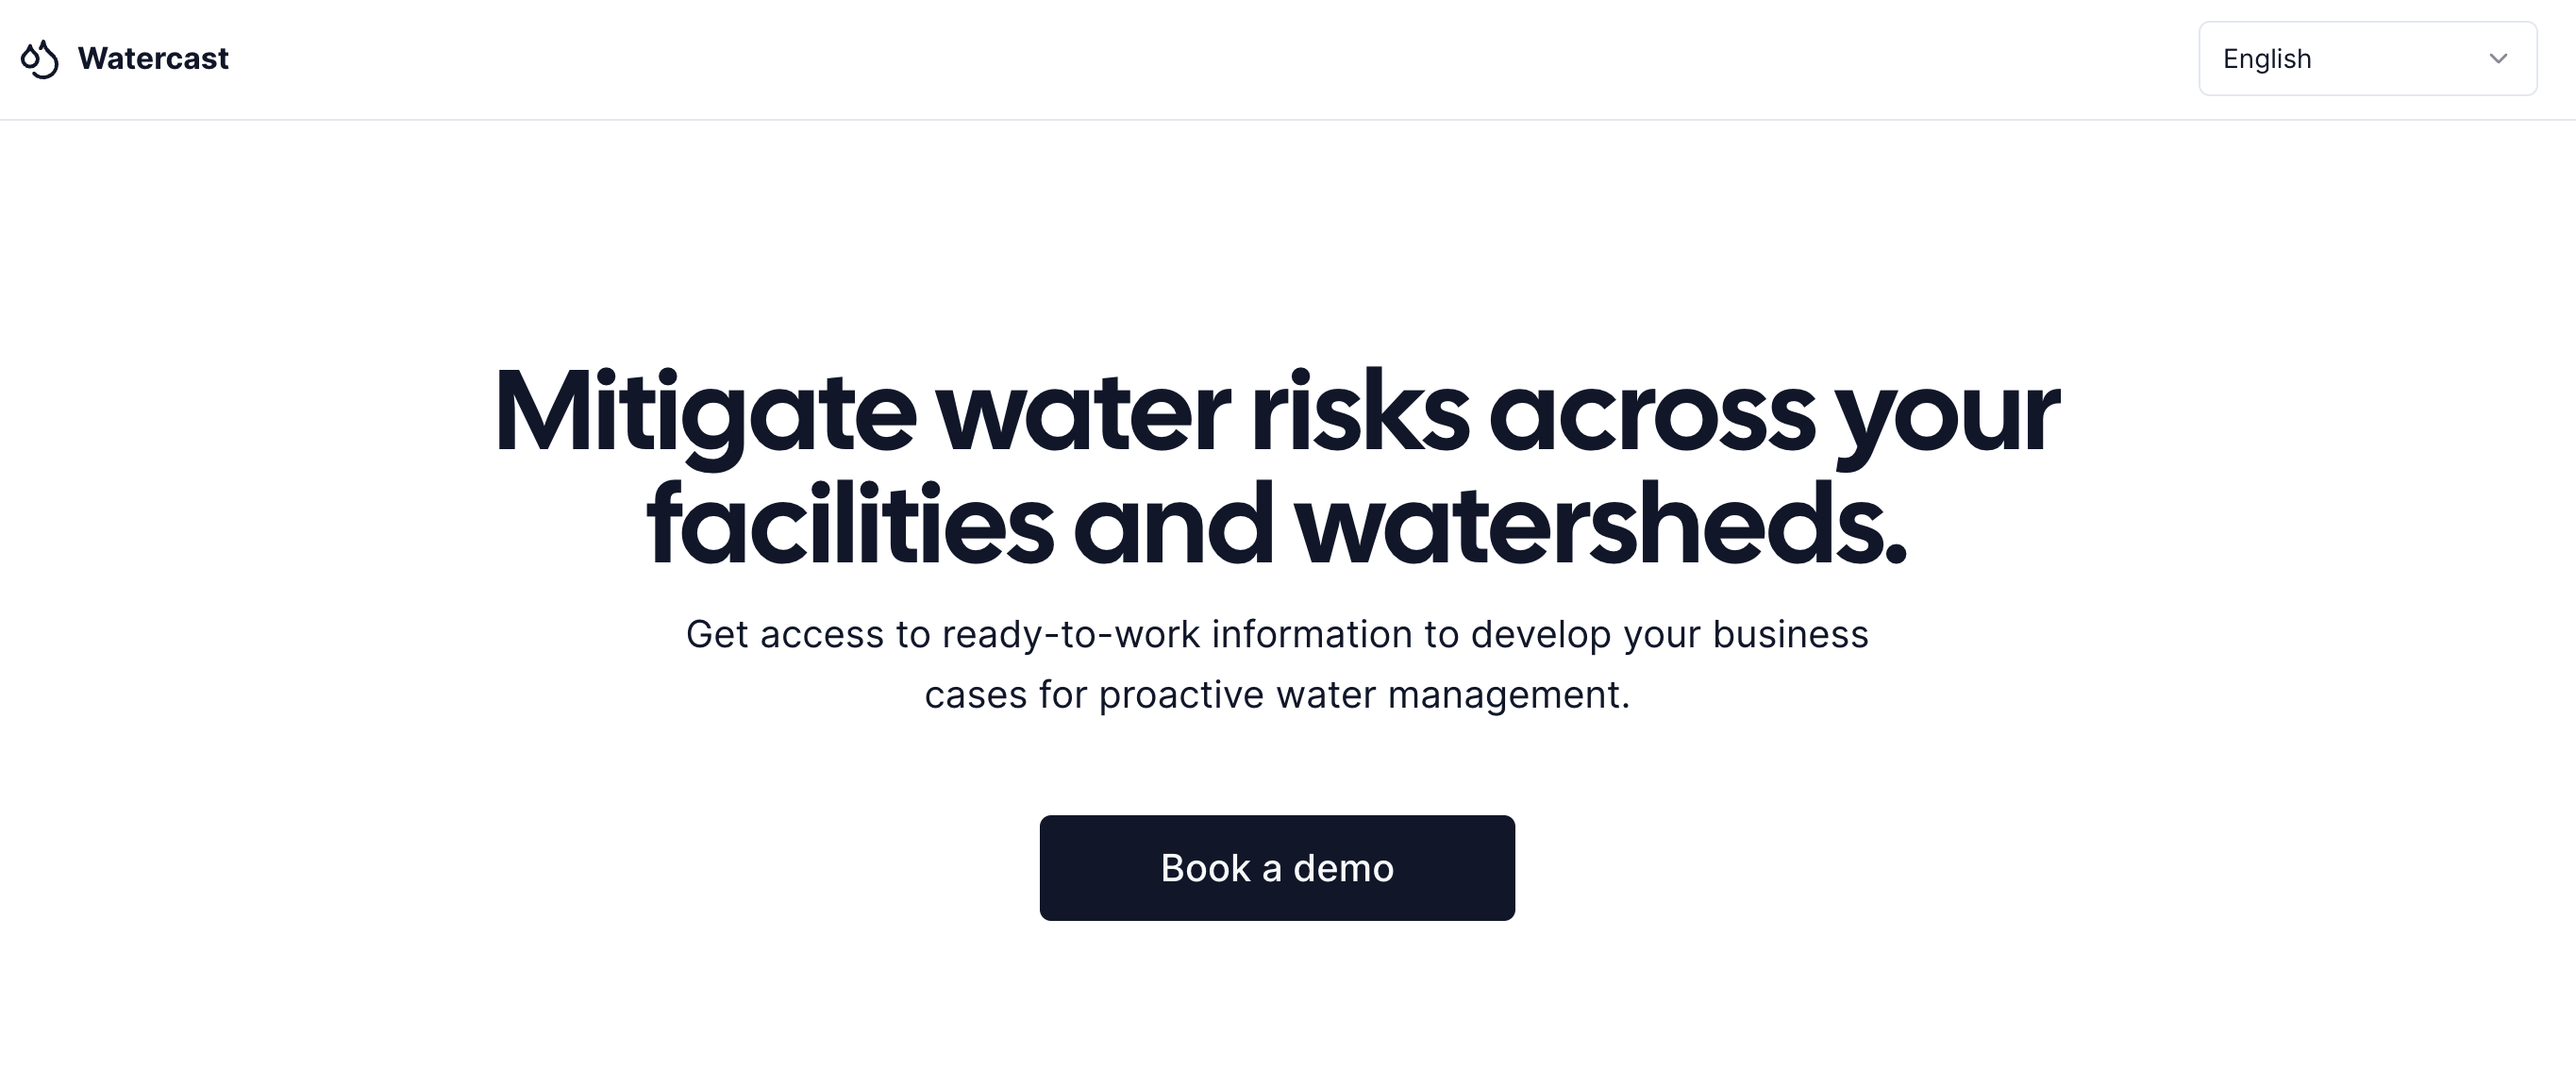 Watercast
English
Mitigate water risks across your
facilities and watersheds.
Get access to ready-to-work information to develop your business
cases for proactive water management.
Book a demo